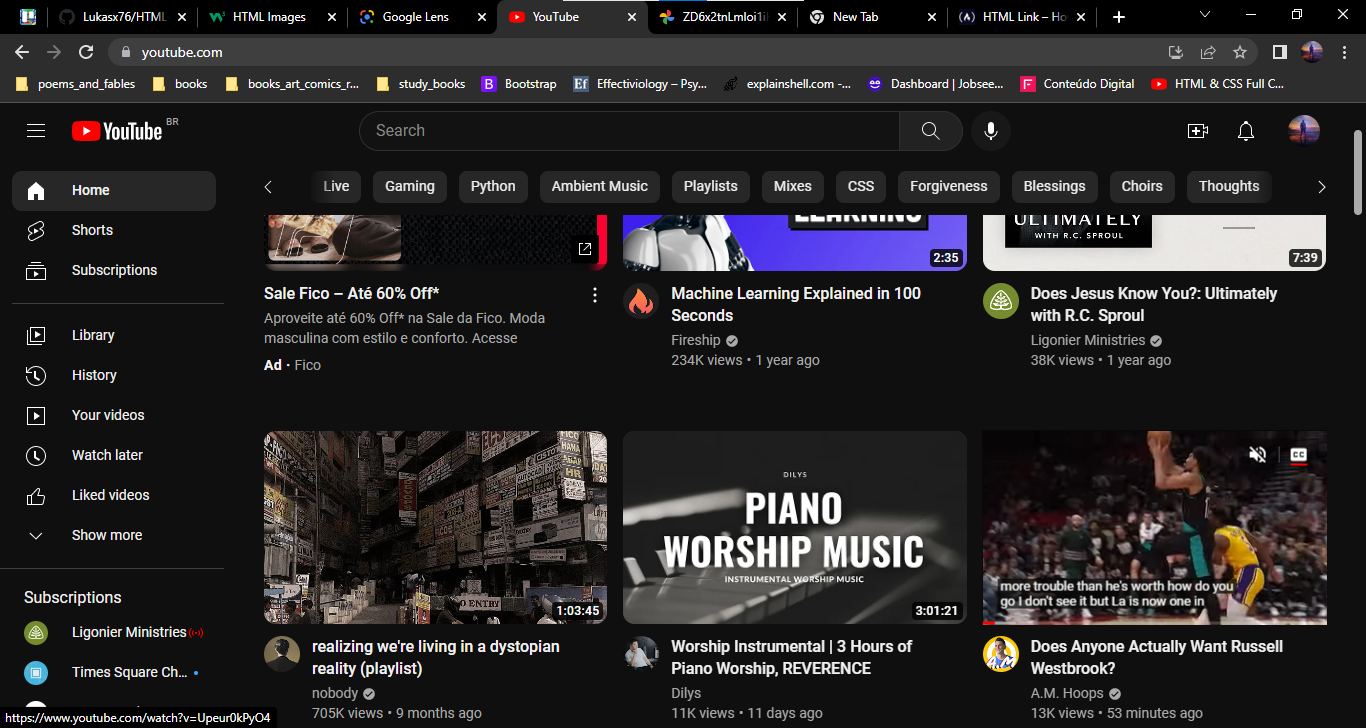 Lukasx76/HTML
HTML Images
Google Lens
YouTube
ZD6x2tnLmloi1i
New Tab
HTML Link – Ho
youtube.com
poems_and_fables
books
books_art_comics_r...
study_books
Bootstrap
Effectiviology – Psy...
explainshell.com -...
Dashboard | Jobsee...
Conteúdo Digital
HTML & CSS Full C...
YouTube BR
Search
Live
Gaming
Python
Ambient Music
Playlists
Mixes
CSS
Forgiveness
Blessings
Choirs
Thoughts
Home
Shorts
Subscriptions
Library
History
Your videos
Watch later
Liked videos
Show more
Subscriptions
Ligonier Ministries
Times Square Ch...
Sale Fico – Até 60% Off*
Aproveite até 60% Off* na Sale da Fico. Moda
masculina com estilo e conforto. Acesse
Ad · Fico
LEARNING
2:35
Machine Learning Explained in 100
Seconds
Fireship
234K views • 1 year ago
ULTIMATELY
WITH R.C. SPROUL
7:39
Does Jesus Know You?: Ultimately
with R.C. Sproul
Ligonier Ministries
38K views • 1 year ago
NO ENTRY
1:03:45
realizing we're living in a dystopian
reality (playlist)
nobody
705K views • 9 months ago
DILYS
PIANO
WORSHIP MUSIC
INSTRUMENTAL WORSHIP MUSIC
3:01:21
Worship Instrumental | 3 Hours of
Piano Worship, REVERENCE
Dilys
11K views • 11 days ago
CC
more trouble than he's worth how do you
go I don't see it but La is now one in
Does Anyone Actually Want Russell
Westbrook?
A.M. Hoops
13K views • 53 minutes ago
https://www.youtube.com/watch?v=Upeur0kPyO4